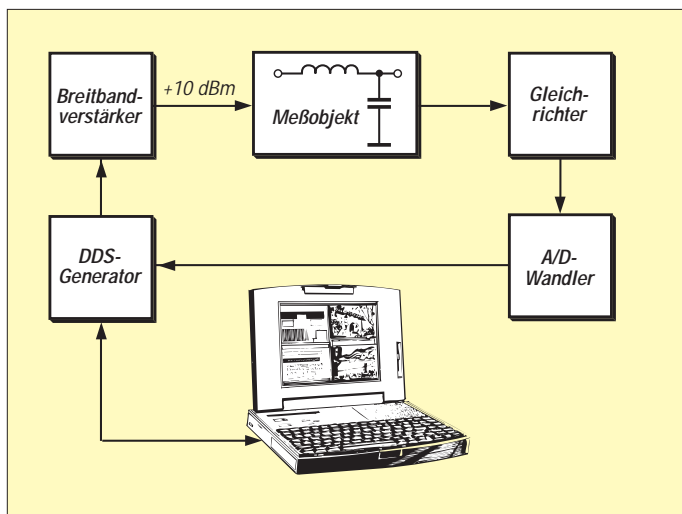 Breitband-
verstärker
+10 dBm
Meßobjekt
Gleich-
richter
DDS-
Generator
A/D-
Wandler